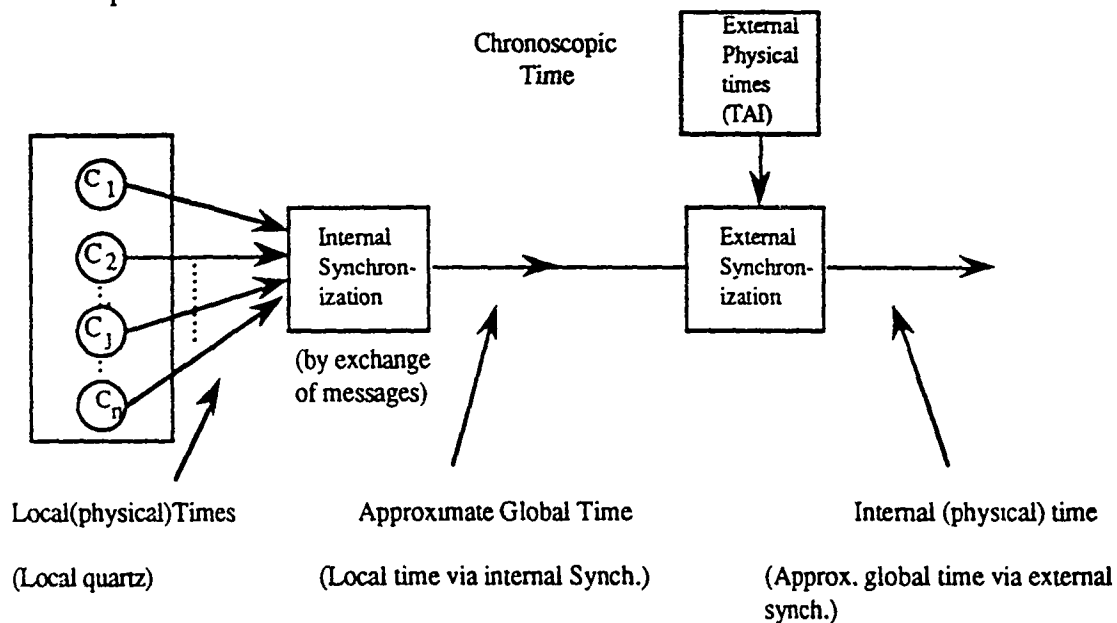 Chronoscopic
Time
External
Physical
times
(TAI)
C1
C2
Cj
Cn
Internal
Synchron-
ization
(by exchange
of messages)
External
Synchron-
ization
Local(physical)Times
(Local quartz)
Approximate Global Time
(Local time via internal Synch.)
Internal (physical) time
(Approx. global time via external
synch.)